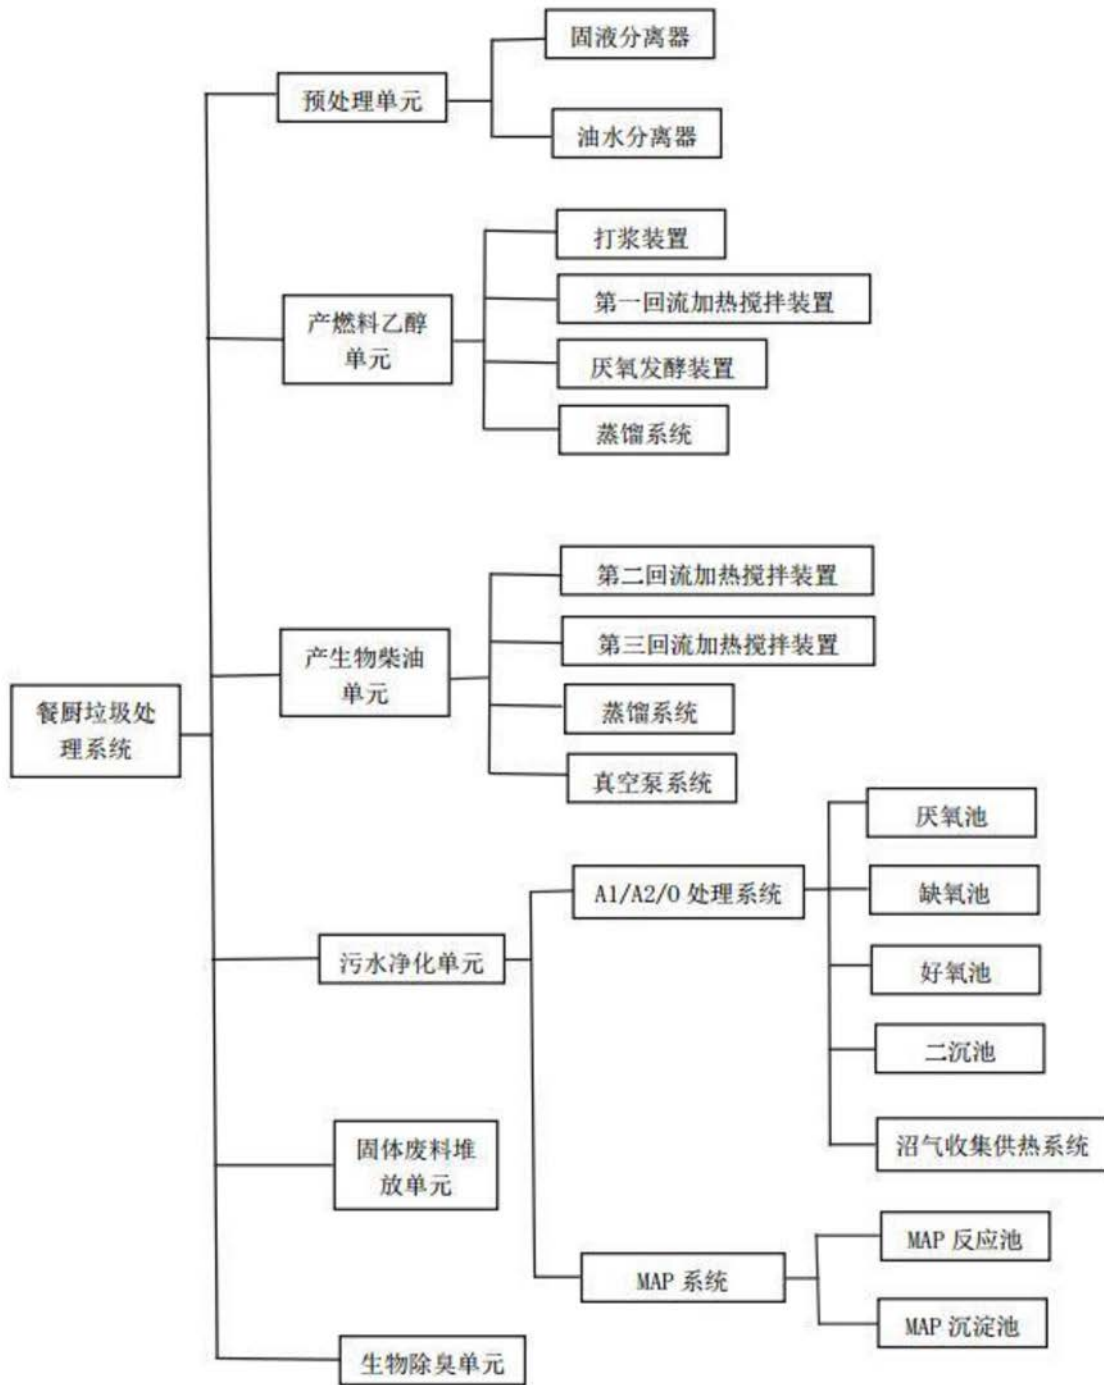 固液分离器
预处理单元
油水分离器
打浆装置
第一回流加热搅拌装置
产燃料乙醇
单元
厌氧发酵装置
蒸馏系统
第二回流加热搅拌装置
第三回流加热搅拌装置
产生物柴油
单元
蒸馏系统
真空泵系统
餐厨垃圾处
理系统
厌氧池
A1/A2/O 处理系统
缺氧池
污水净化单元
好氧池
二沉池
沼气收集供热系统
固体废料堆
放单元
MAP 反应池
MAP 系统
MAP 沉淀池
生物除臭单元